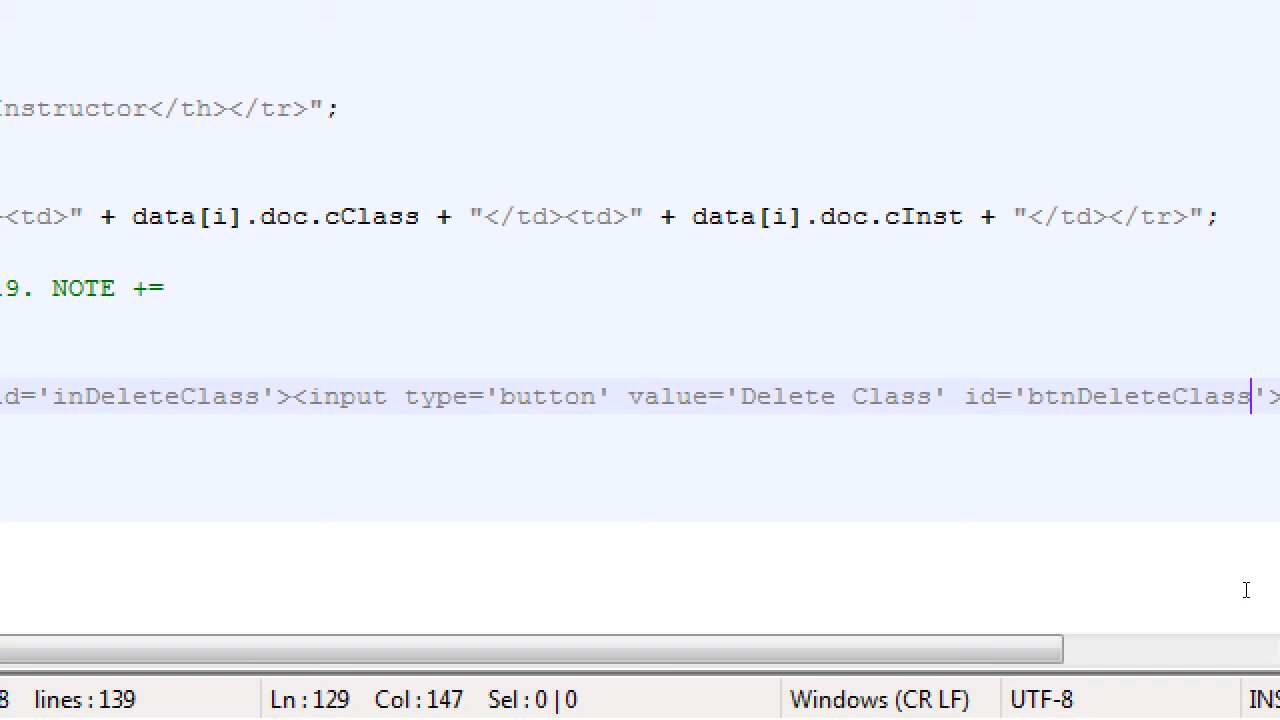 Instructor</th></tr>";
<td>" + data[i].doc.cClass + "</td><td>" + data[i].doc.cInst + "</td></tr>";
9. NOTE +=
id='inDeleteClass'><input type='button' value='Delete Class' id='btnDeleteClass'>
8 lines : 139 Ln : 129 Col : 147 Sel : 0 | 0 Windows (CR LF) UTF-8 INS